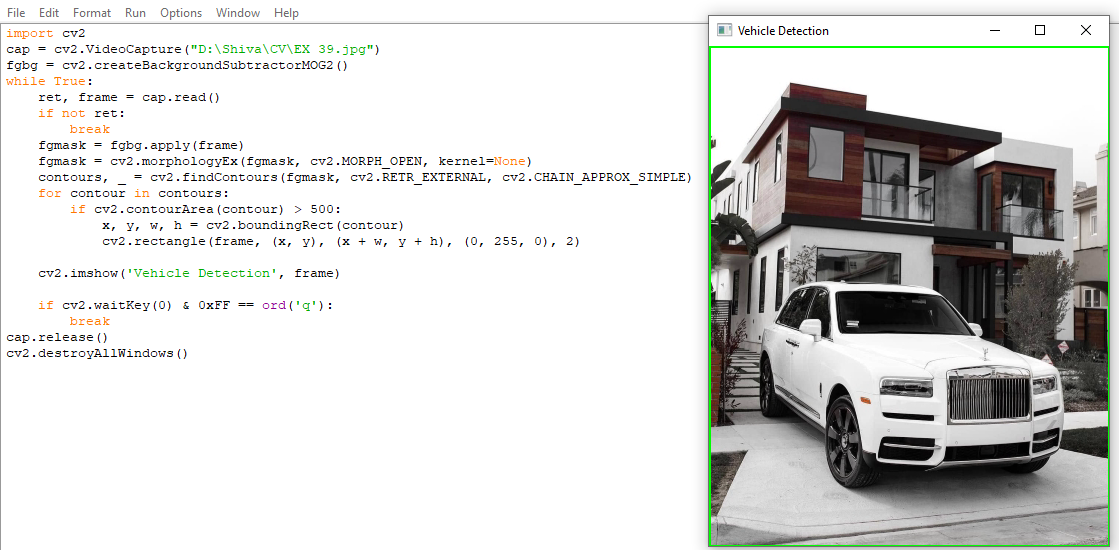 File Edit Format Run Options Window Help
import cv2
cap = cv2.VideoCapture("D:\Shiva\CV\EX 39.jpg")
fgbg = cv2.createBackgroundSubtractorMOG2()
while True:
    ret, frame = cap.read()
    if not ret:
        break
    fgmask = fgbg.apply(frame)
    fgmask = cv2.morphologyEx(fgmask, cv2.MORPH_OPEN, kernel=None)
    contours, _ = cv2.findContours(fgmask, cv2.RETR_EXTERNAL, cv2.CHAIN_APPROX_SIMPLE)
    for contour in contours:
        if cv2.contourArea(contour) > 500:
            x, y, w, h = cv2.boundingRect(contour)
            cv2.rectangle(frame, (x, y), (x + w, y + h), (0, 255, 0), 2)
    cv2.imshow('Vehicle Detection', frame)
    if cv2.waitKey(0) & 0xFF == ord('q'):
        break
cap.release()
cv2.destroyAllWindows()
Vehicle Detection